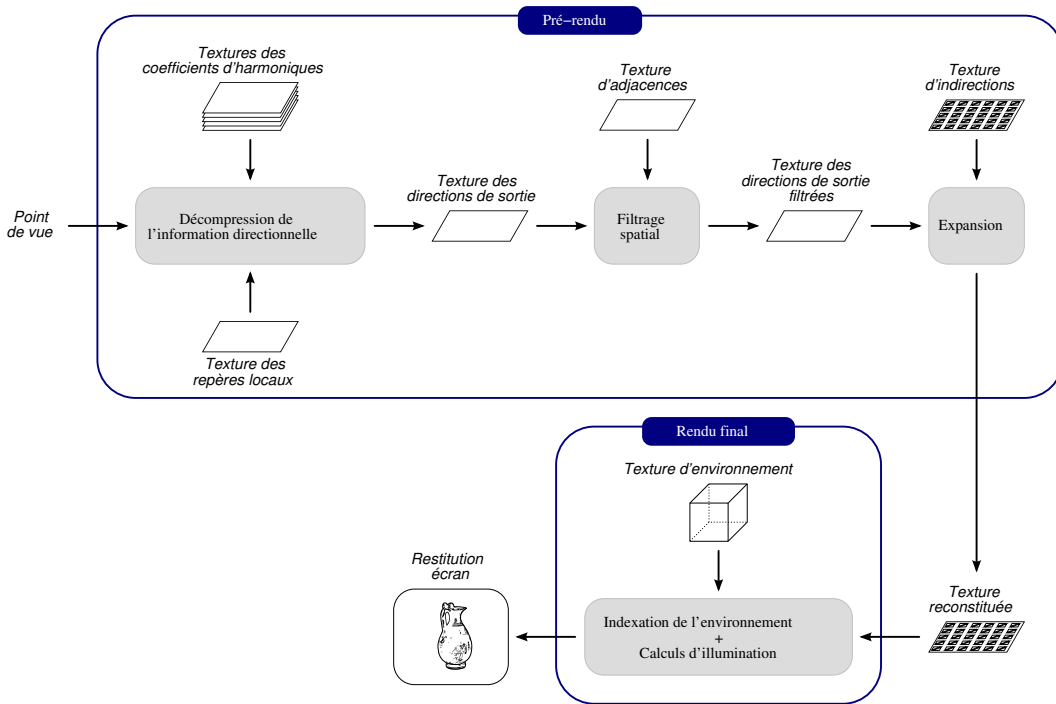 Pré−rendu
Textures des
coefficients d'harmoniques
Texture
d'adjacences
Texture
d'indirections
Point
de vue
Décompression de
l'information directionnelle
Texture des
directions de sortie
Filtrage
spatial
Texture des
directions de sortie
filtrées
Expansion
Texture des
repères locaux
Rendu final
Texture d'environnement
Restitution
écran
Indexation de l'environnement
+
Calculs d'illumination
Texture
reconstituée